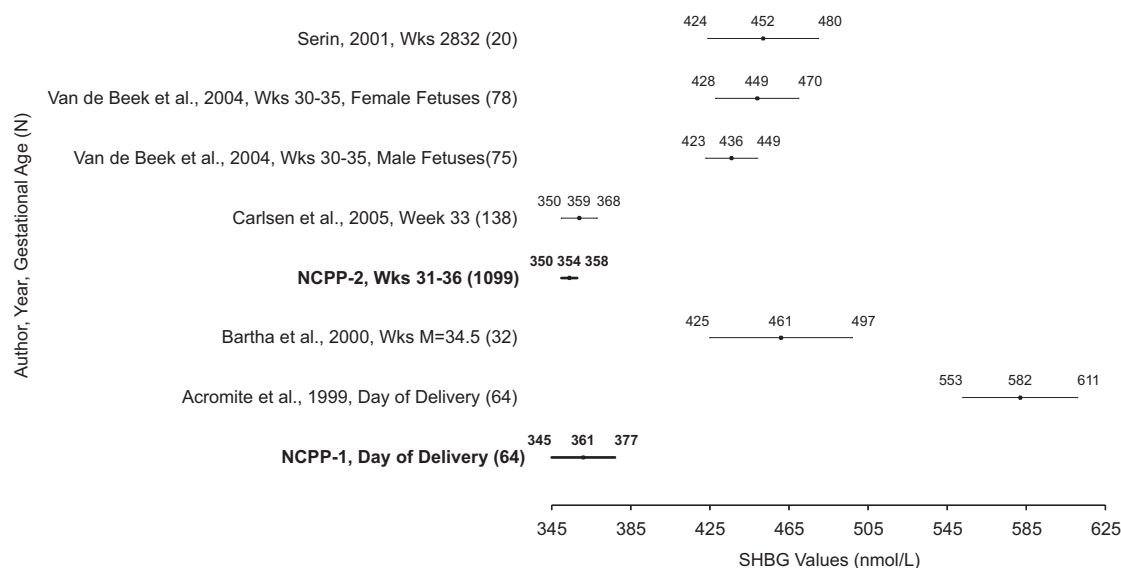 Author, Year, Gestational Age (N)
424 452 480
Serin, 2001, Wks 2832 (20)
428 449 470
Van de Beek et al., 2004, Wks 30-35, Female Fetuses (78)
423 436 449
Van de Beek et al., 2004, Wks 30-35, Male Fetuses(75)
350 359 368
Carlsen et al., 2005, Week 33 (138)
350 354 358
NCPP-2, Wks 31-36 (1099)
425 461 497
Bartha et al., 2000, Wks M=34.5 (32)
553 582 611
Acromite et al., 1999, Day of Delivery (64)
345 361 377
NCPP-1, Day of Delivery (64)
345 385 425 465 505 545 585 625
SHBG Values (nmol/L)